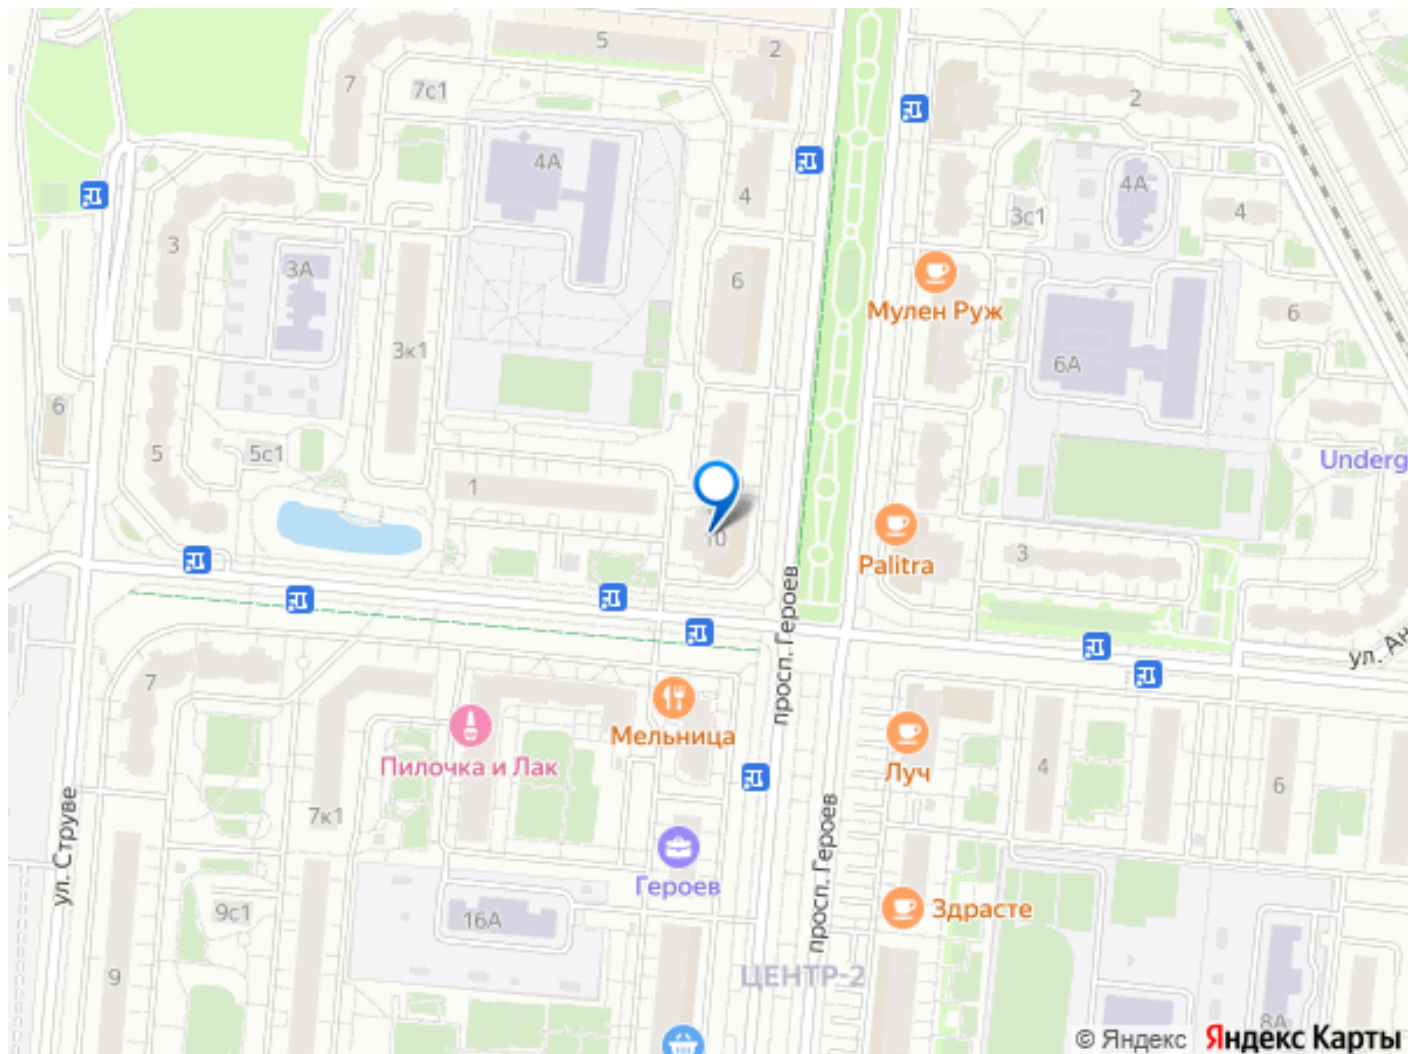 5
2
7
7с1
2
4А
4А
4
3с1
4
3
3А
6
Мулен Руж
6
3к1
6А
6
5
5с1
Underg
1
10
Palitra
3
просп. Героев
ул. Ан
7
Мельница
Пилочка и Лак
Луч
4
6
7к1
ул. Струве
просп. Героев
Героев
9с1
16А
Здрасте
9
ЦЕНТР-2
8А
© Яндекс Яндекс Карты